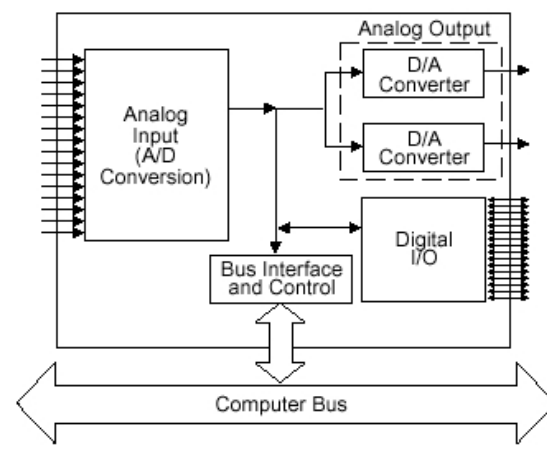 Analog Output
D/A
Converter
Analog
Input
(A/D
Conversion)
D/A
Converter
Digital
I/O
Bus Interface
and Control
Computer Bus